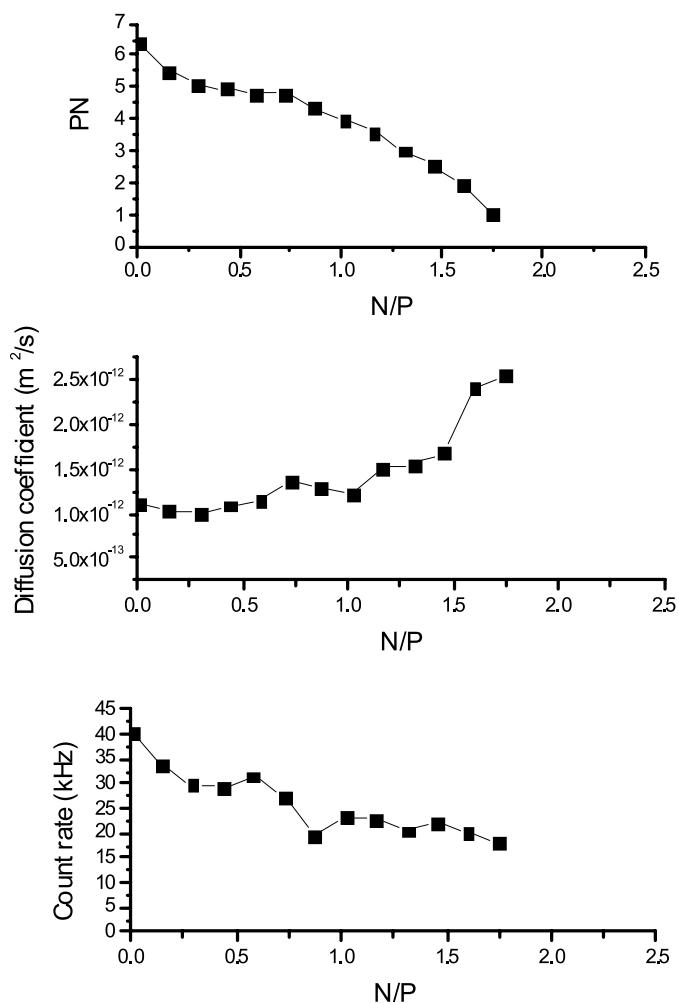 7
6
5
4
3
2
1
0
PN
0.0 0.5 1.0 1.5 2.0 2.5
N/P
2.5x10⁻¹²
2.0x10⁻¹²
1.5x10⁻¹²
1.0x10⁻¹²
5.0x10⁻¹³
Diffusion coeffident (m²/s)
0.0 0.5 1.0 1.5 2.0 2.5
N/P
45
40
35
30
25
20
15
10
5
0
Count rate (kHz)
0.0 0.5 1.0 1.5 2.0 2.5
N/P